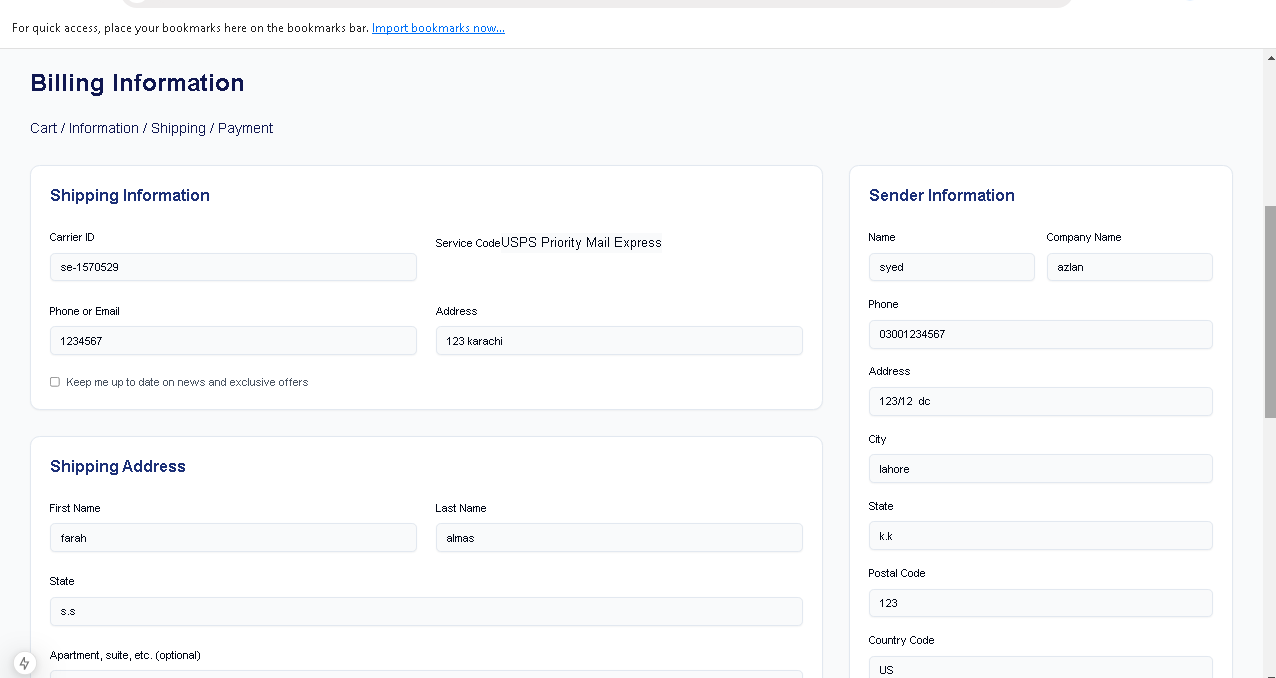 For quick access, place your bookmarks here on the bookmarks bar. Import bookmarks now...
Billing Information
Cart / Information / Shipping / Payment
Shipping Information
Carrier ID
se-1570529
Service Code USPS Priority Mail Express
Phone or Email
1234567
Address
123 karachi
Keep me up to date on news and exclusive offers
Shipping Address
First Name
farah
Last Name
almas
State
s.s
Apartment, suite, etc. (optional)
Sender Information
Name
syed
Company Name
azlan
Phone
03001234567
Address
123/12 dc
City
lahore
State
k.k
Postal Code
123
Country Code
US